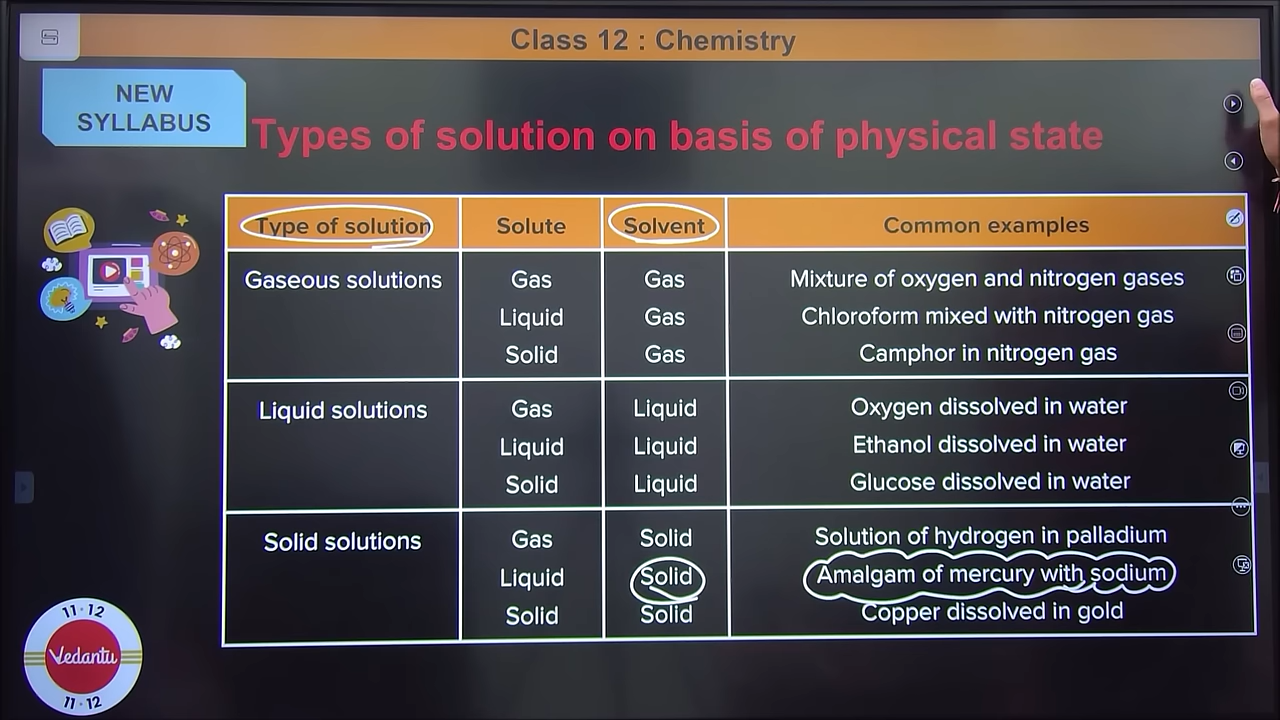 Class 12 : Chemistry
NEW
SYLLABUS
Types of solution on basis of physical state
Type of solution Solute Solvent Common examples
Gaseous solutions Gas Gas Mixture of oxygen and nitrogen gases
Liquid Gas Chloroform mixed with nitrogen gas
Solid Gas Camphor in nitrogen gas
Liquid solutions Gas Liquid Oxygen dissolved in water
Liquid Liquid Ethanol dissolved in water
Solid Liquid Glucose dissolved in water
Solid solutions Gas Solid Solution of hydrogen in palladium
Liquid Solid Amalgam of mercury with sodium
Solid Solid Copper dissolved in gold
11·12
Vedantu
11·12